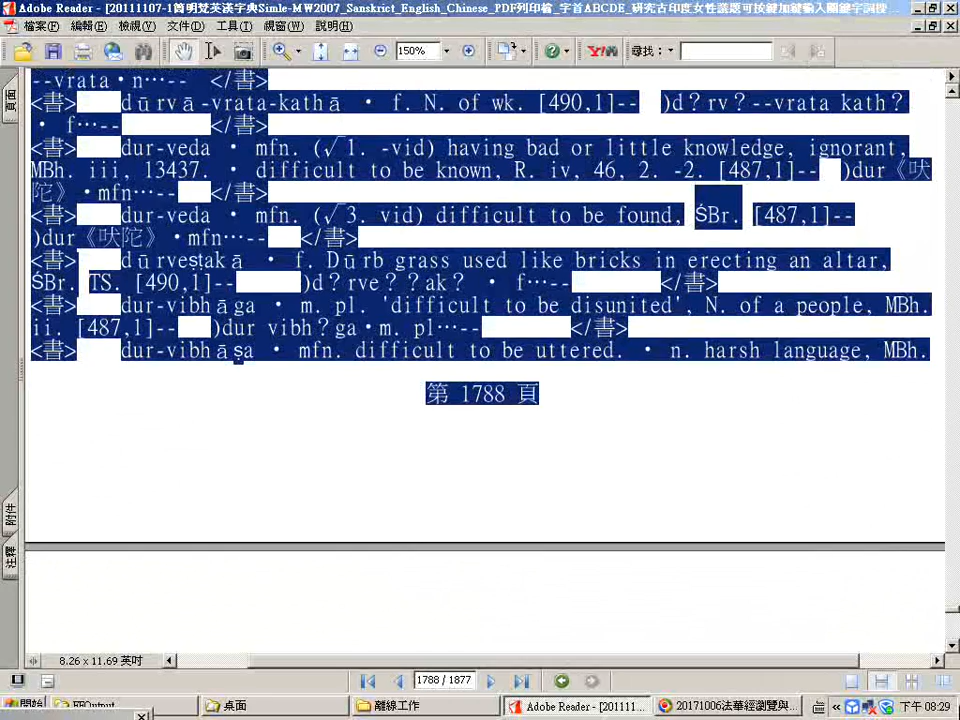 Adobe Reader - [20111107-1簡明梵英漢字典Simle-MW2007_Sanskrict_English_Chinese_PDF列印檔_字首ABCDE_研究古印度女性議題可按鍵加鍵輸入關鍵字詞搜
檔案(F) 編輯(E) 檢視(V) 文件(D) 工具(T) 視窗(W) 說明(H)
150% Y! 尋找:
頁面
--vrata•n…-- </書>
<書> dūrvā-vrata-kathā • f. N. of wk. [490,1]-- )d?rv?--vrata kath?
• f…-- </書>
<書> dur-veda • mfn. (√1. -vid) having bad or little knowledge, ignorant,
MBh. iii, 13437. • difficult to be known, R. iv, 46, 2. -2. [487,1]-- )dur《吠
陀》•mfn…-- </書>
<書> dur-veda • mfn. (√3. vid) difficult to be found, ŚBr. [487,1]--
)dur《吠陀》•mfn…-- </書>
<書> dūrveṣṭakā • f. Dūrb grass used like bricks in erecting an altar,
ŚBr. TS. [490,1]-- )d?rve??ak? • f…-- </書>
<書> dur-vibhāga • m. pl. 'difficult to be disunited', N. of a people, MBh.
ii. [487,1]-- )dur vibh?ga•m. pl…-- </書>
<書> dur-vibhāṣa • mfn. difficult to be uttered. • n. harsh language, MBh.
第 1788 頁
附件
注釋
8.26 x 11.69 英吋
1788 / 1877
開始 FFOutput 桌面 離線工作 Adobe Reader - [201111... 20171006法華經瀏覽與... 下午 08:29